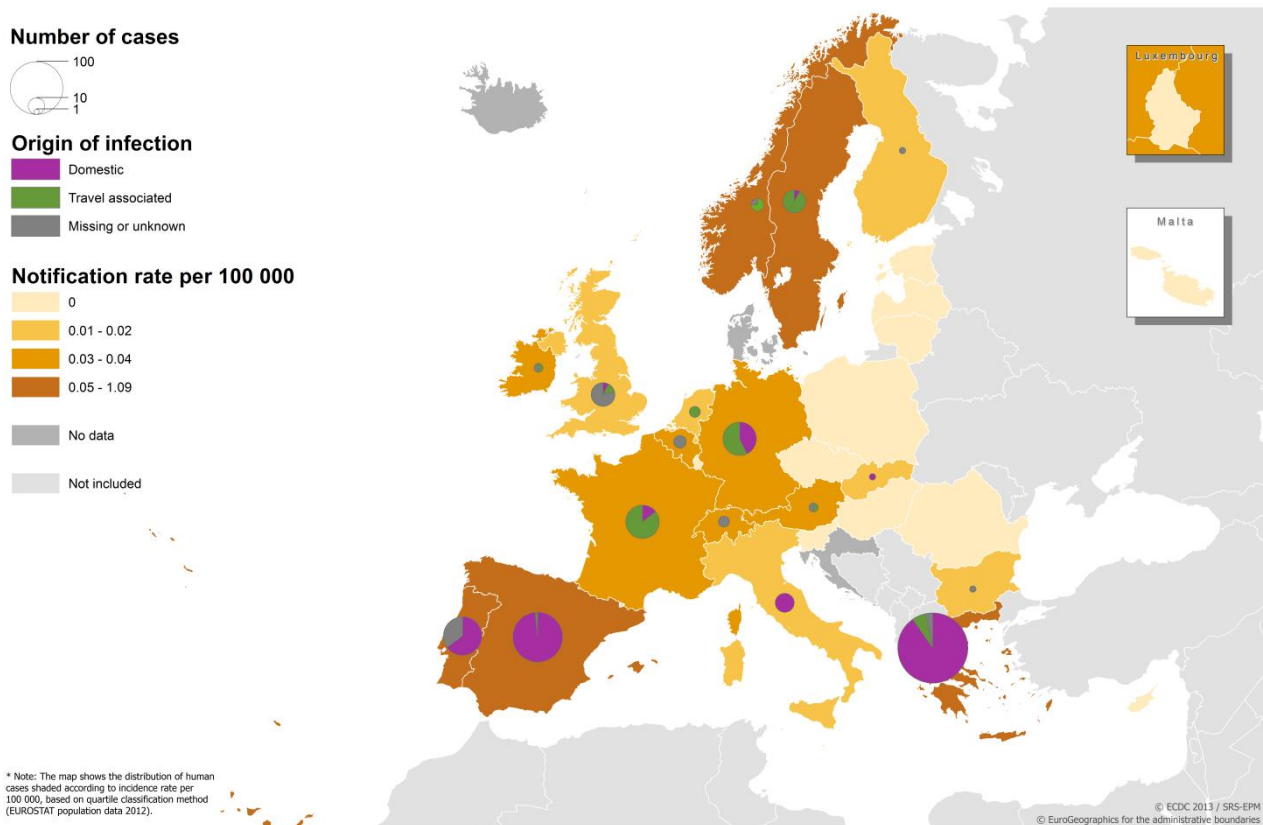 Number of cases
100
10
1
Origin of infection
Domestic
Travel associated
Missing or unknown
Notification rate per 100 000
0
0.01 - 0.02
0.03 - 0.04
0.05 - 1.09
No data
Not included
Luxembourg
Malta
* Note: The map shows the distribution of human
cases shaded according to incidence rate per
100 000, based on quartile classification method
(EUROSTAT population data 2012).
© ECDC 2013 / SRS-EPM
© EuroGeographics for the administrative boundaries